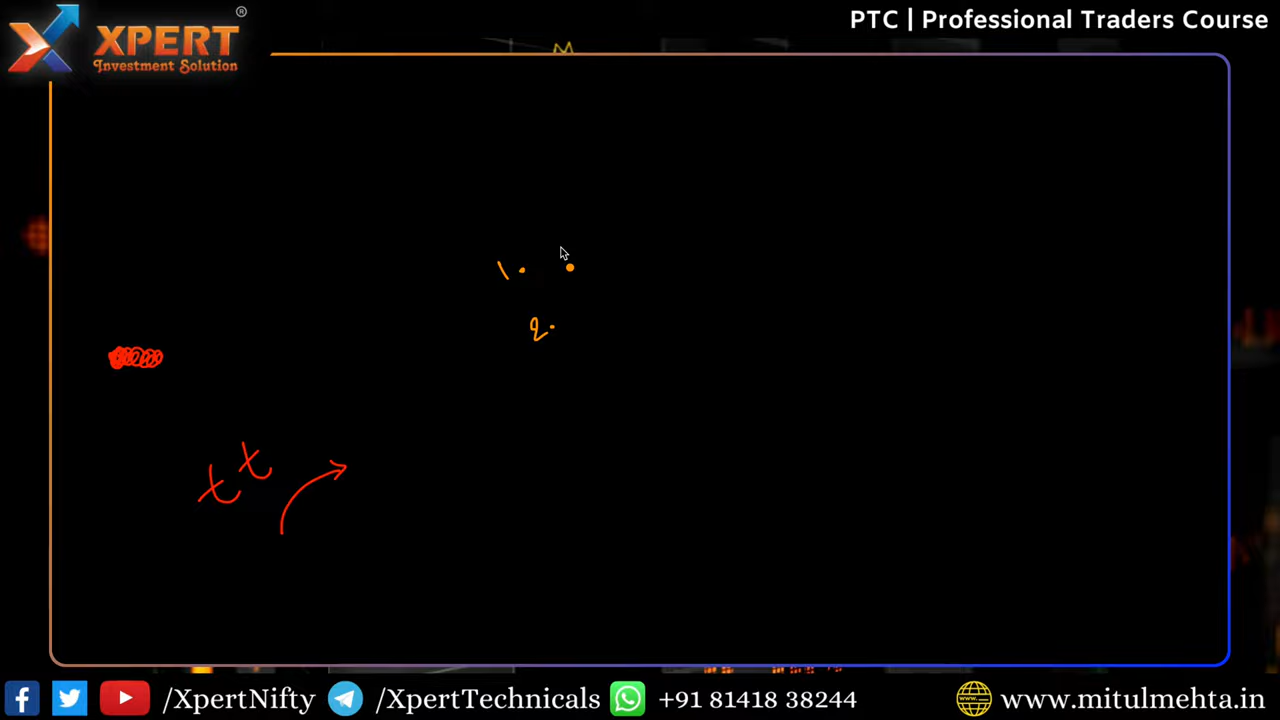 PTC | Professional Traders Course
XPERT®
Investment Solution
1.
2.
t t
/XpertNifty
/XpertTechnicals
+91 81418 38244
www.mitulmehta.in